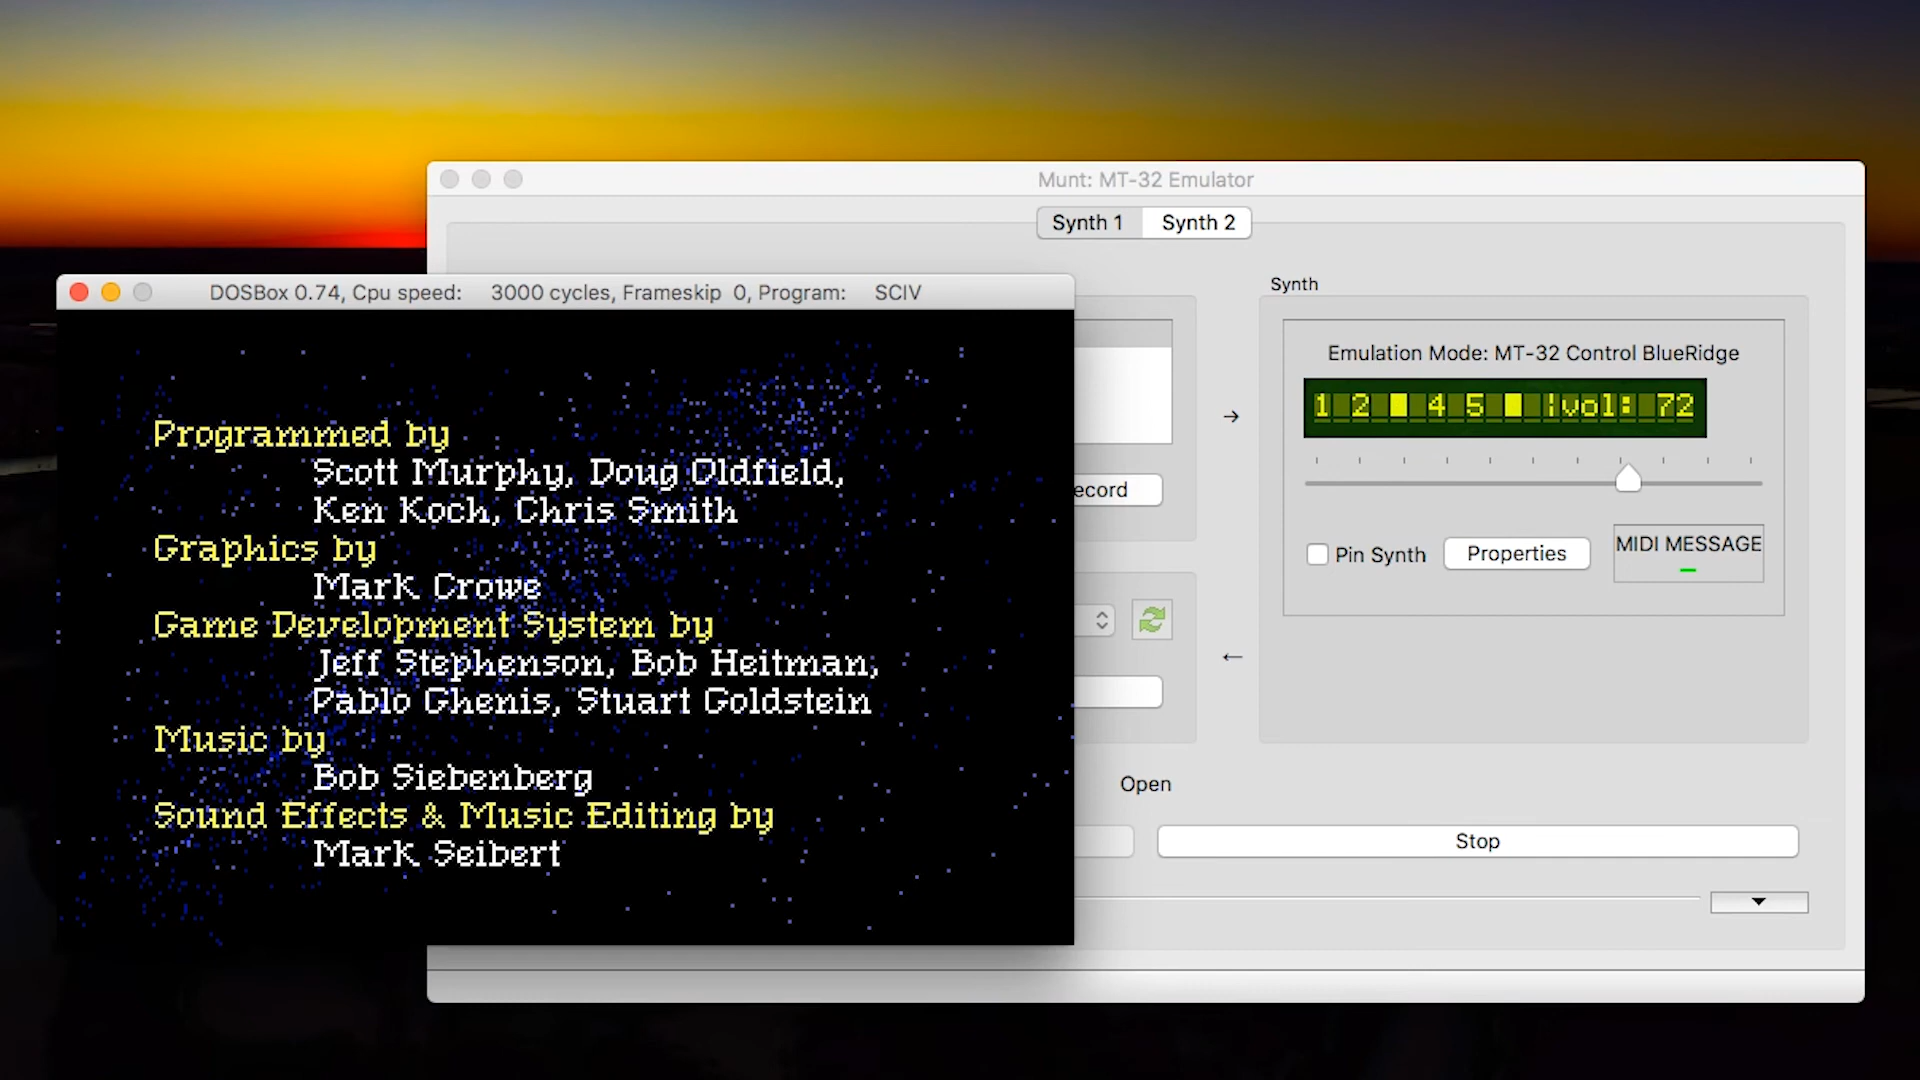 Munt: MT-32 Emulator
Synth 1 Synth 2
DOSBox 0.74, Cpu speed: 3000 cycles, Frameskip 0, Program: SCIV
Programmed by
Scott Murphy, Doug Oldfield,
Ken Koch, Chris Smith
Graphics by
Mark Crowe
Game Development System by
Jeff Stephenson, Bob Heitman,
Pablo Ghenis, Stuart Goldstein
Music by
Bob Siebenberg
Sound Effects & Music Editing by
Mark Seibert
Synth
Emulation Mode: MT-32 Control BlueRidge
1 2 █ 4 5 █ |vol: 72
ecord
Pin Synth Properties MIDI MESSAGE
Open
Stop